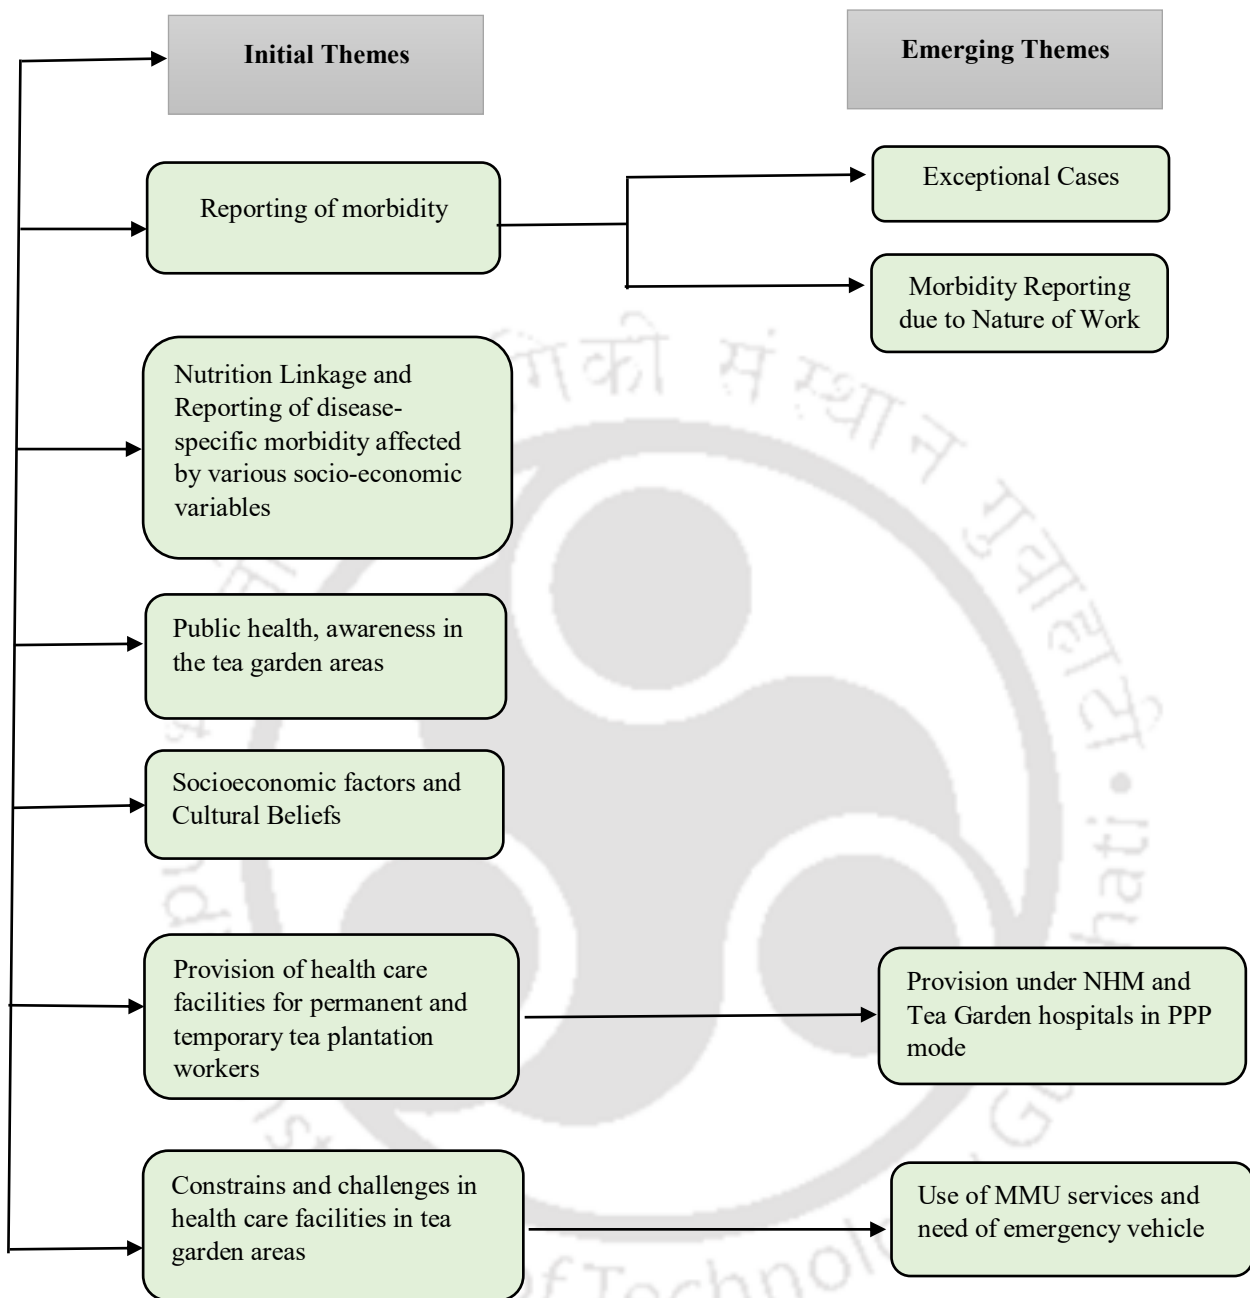 Initial Themes
Emerging Themes
Reporting of morbidity
Exceptional Cases
Morbidity Reporting
due to Nature of Work
Nutrition Linkage and
Reporting of disease-
specific morbidity affected
by various socio-economic
variables
Public health, awareness in
the tea garden areas
Socioeconomic factors and
Cultural Beliefs
Provision of health care
facilities for permanent and
temporary tea plantation
workers
Provision under NHM and
Tea Garden hospitals in PPP
mode
Constrains and challenges in
health care facilities in tea
garden areas
Use of MMU services and
need of emergency vehicle
संस्थान गुवाहाटी
of Technology